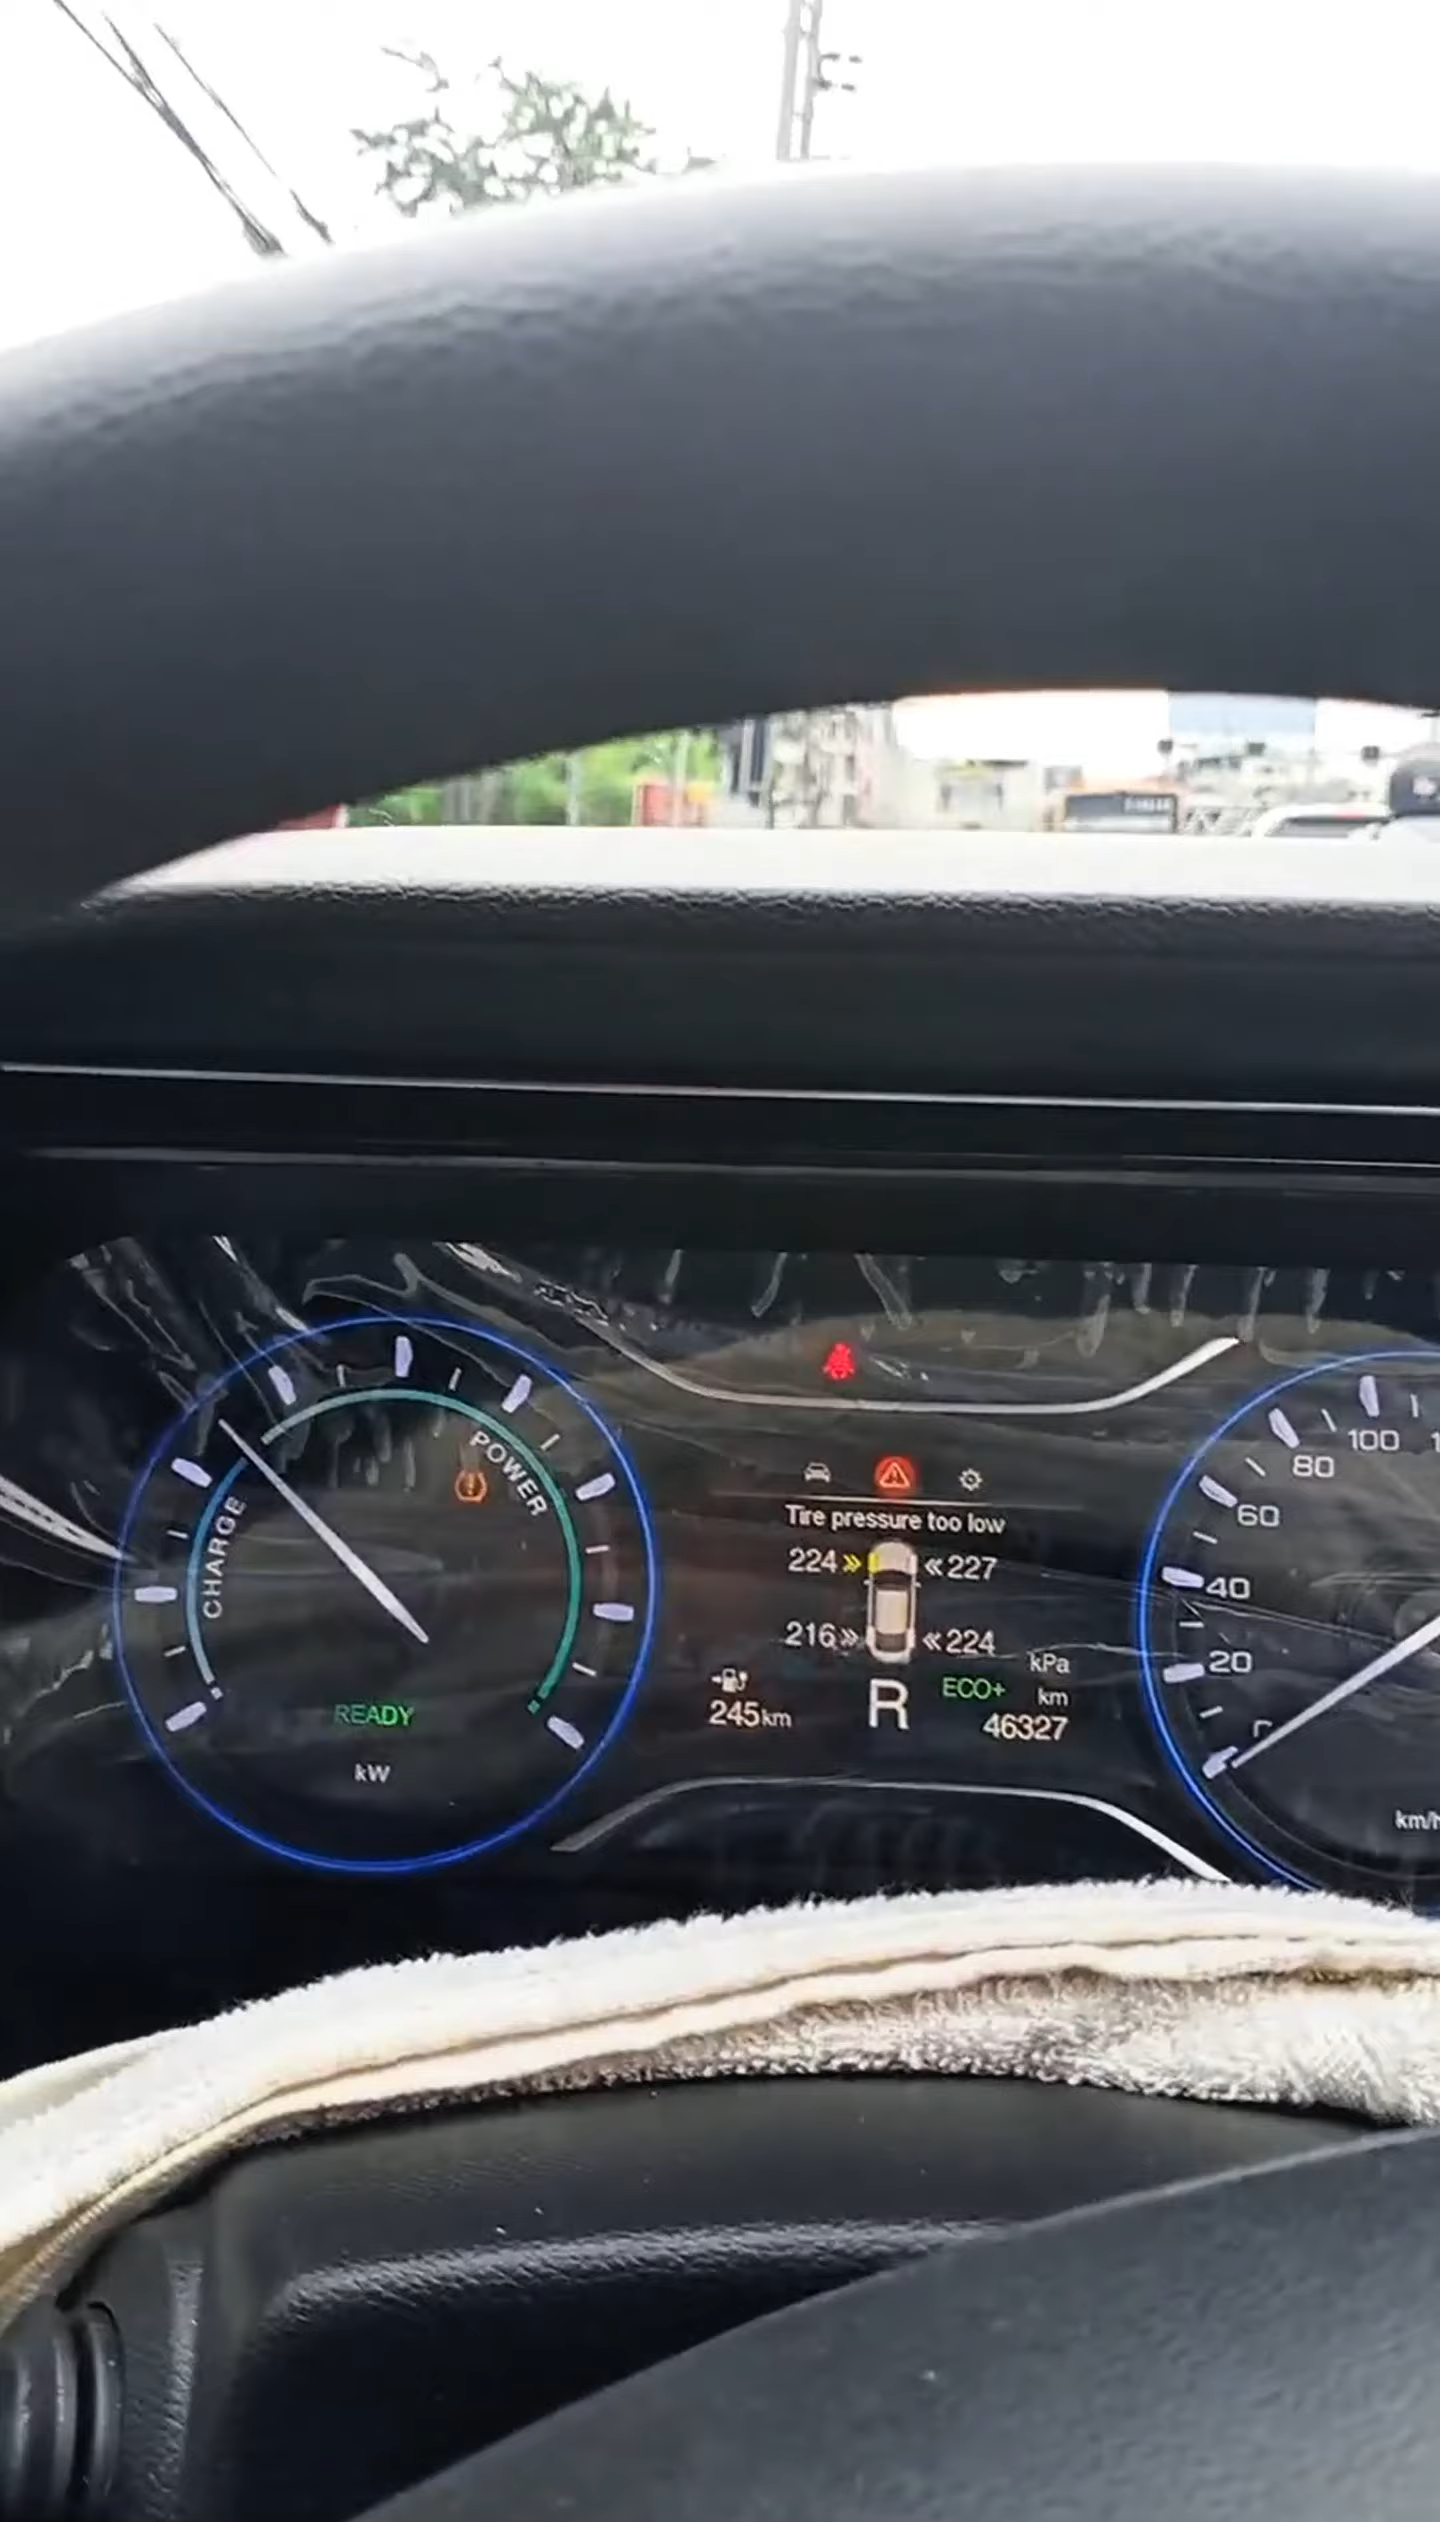 POWER
CHARGE
READY
kW
Tire pressure too low
224 » « 227
216 » « 224
kPa
245km
R
ECO+
km
46327
100
80
60
40
20
km/h